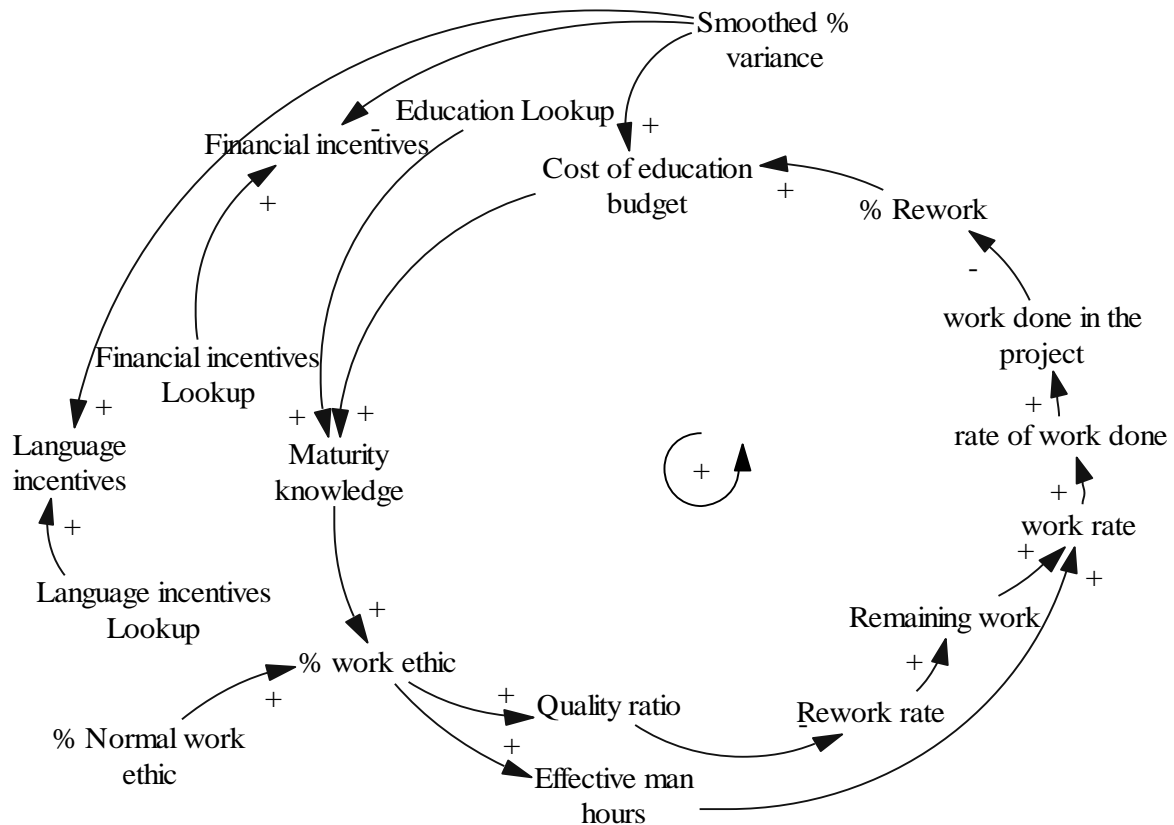 Smoothed %
variance
Education Lookup
+
-
Financial incentives
Cost of education
budget
+
+
% Rework
-
work done in the
project
Financial incentives
Lookup
+
+
+
+
rate of work done
Language
incentives
Maturity
knowledge
+
+
+
work rate
+
+
Language incentives
Lookup
+
Remaining work
% work ethic
+
+
+
Quality ratio
-
Rework rate
% Normal work
ethic
+
Effective man
hours